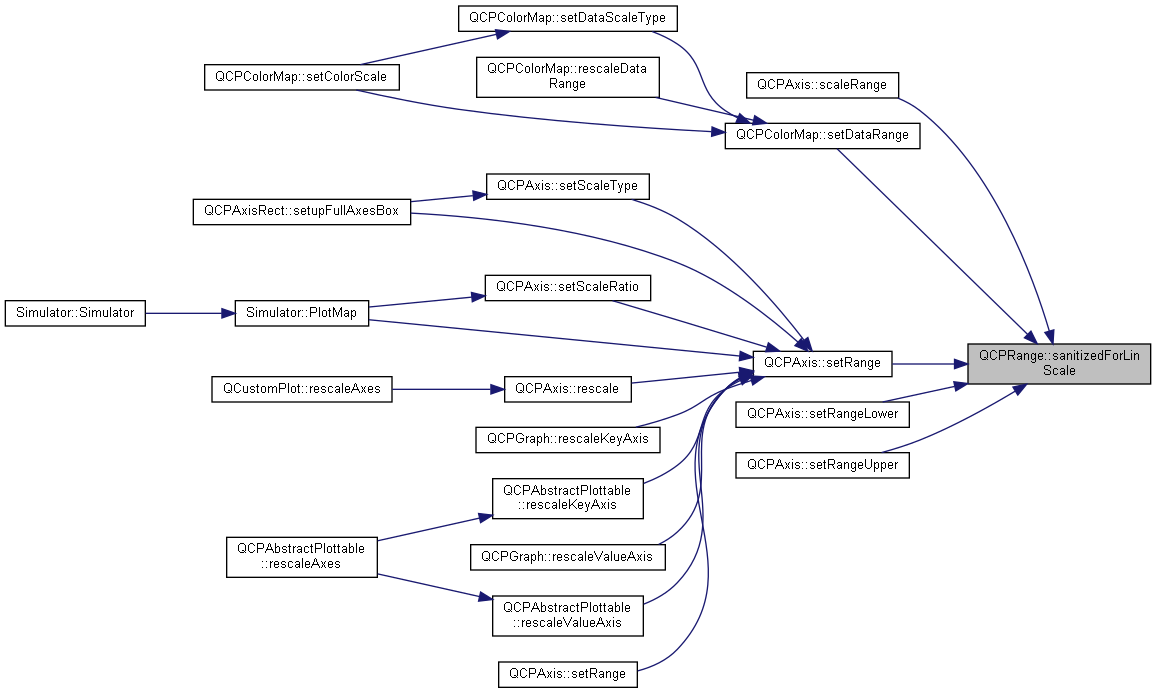 QCPColorMap::setDataScaleType
QCPColorMap::setColorScale
QCPColorMap::rescaleData
Range
QCPAxis::scaleRange
QCPColorMap::setDataRange
QCPAxis::setScaleType
QCPAxisRect::setupFullAxesBox
QCPAxis::setScaleRatio
Simulator::Simulator
Simulator::PlotMap
QCPAxis::setRange
QCPRange::sanitizedForLin
Scale
QCustomPlot::rescaleAxes
QCPAxis::rescale
QCPAxis::setRangeLower
QCPGraph::rescaleKeyAxis
QCPAxis::setRangeUpper
QCPAbstractPlottable
::rescaleKeyAxis
QCPAbstractPlottable
::rescaleAxes
QCPGraph::rescaleValueAxis
QCPAbstractPlottable
::rescaleValueAxis
QCPAxis::setRange